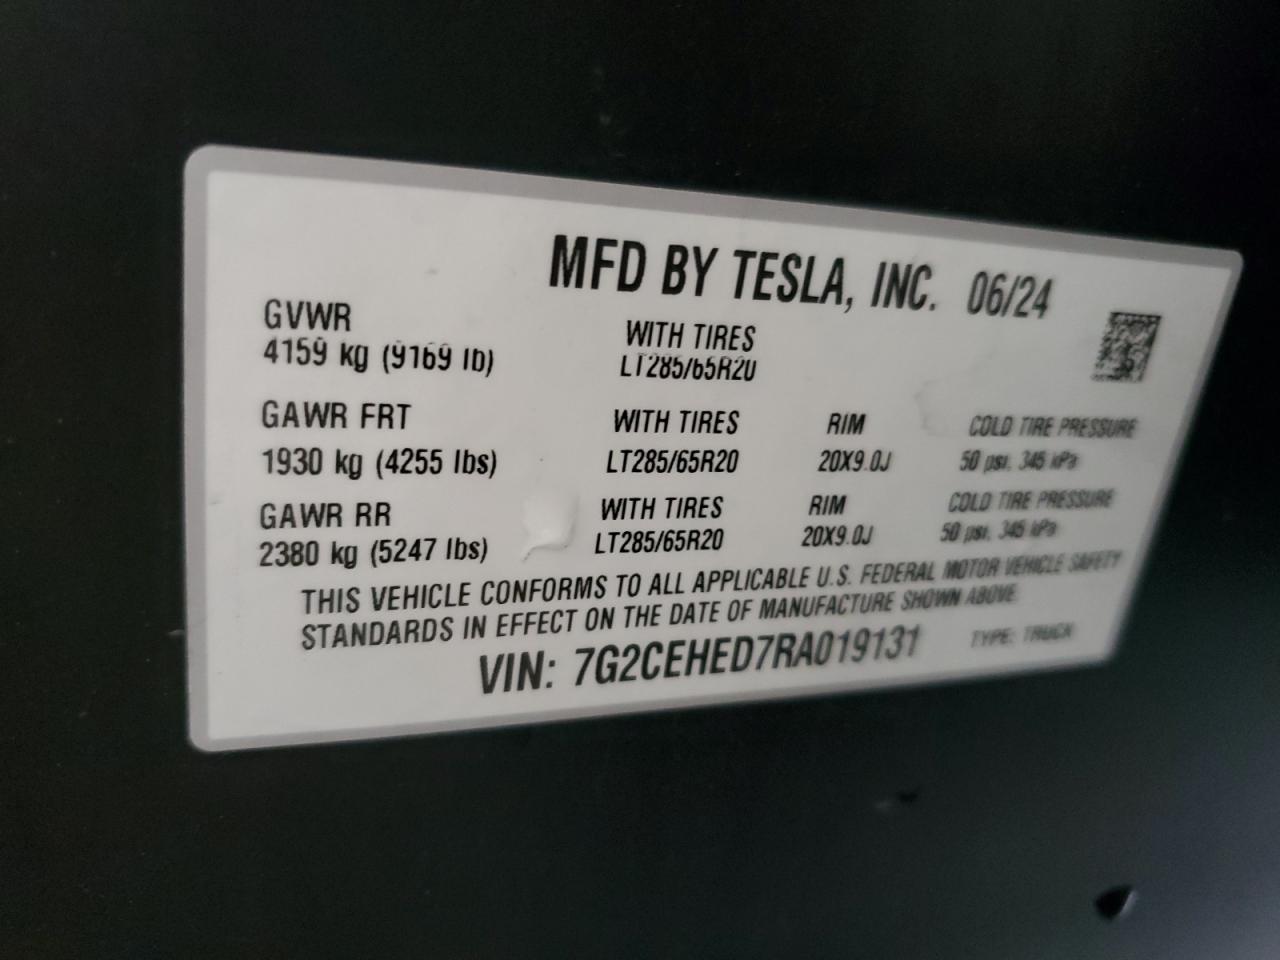 MFD BY TESLA, INC. 06/24
GVWR WITH TIRES
4159 kg (9169 lb) LT285/65R20
GAWR FRT WITH TIRES RIM COLD TIRE PRESSURE
1930 kg (4255 lbs) LT285/65R20 20X9.0J 50 psi, 345 kPa
GAWR RR WITH TIRES RIM COLD TIRE PRESSURE
2380 kg (5247 lbs) LT285/65R20 20X9.0J 50 psi, 345 kPa
THIS VEHICLE CONFORMS TO ALL APPLICABLE U.S. FEDERAL MOTOR VEHICLE SAFETY
STANDARDS IN EFFECT ON THE DATE OF MANUFACTURE SHOWN ABOVE
VIN: 7G2CEHED7RA019131 TYPE: TRUCK